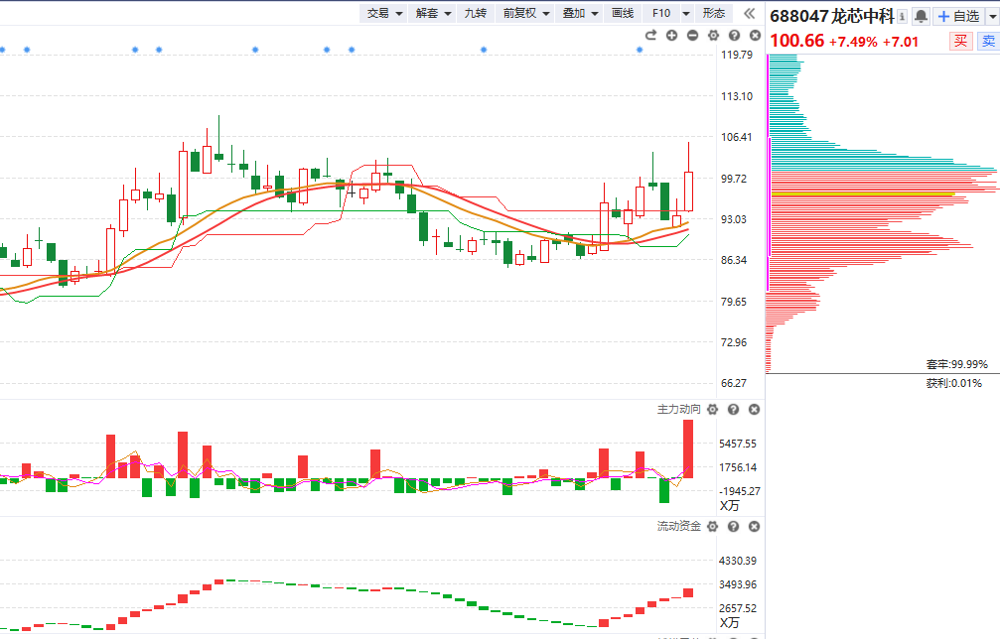 交易 解套 九转 前复权 叠加 画线 F10 形态
688047龙芯中科 自选
100.66 +7.49% +7.01 买 卖
119.79
113.10
106.41
99.72
93.03
86.34
79.65
72.96
66.27
套牢:99.99%
获利:0.01%
主力动向
5457.55
1756.14
-1945.27
X万
流动资金
4330.39
3493.96
2657.52
X万